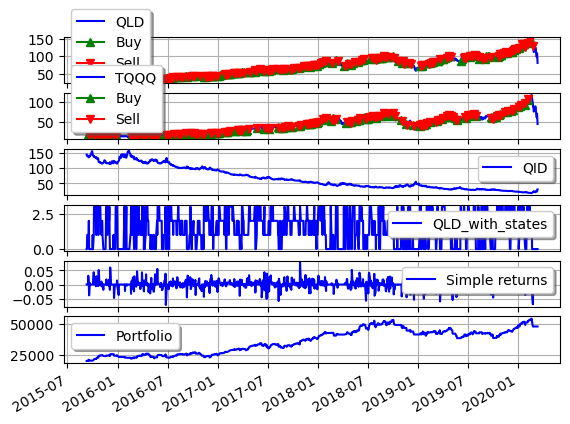 QLD
Buy
Sell
150
100
50
TQQQ
Buy
Sell
100
50
150
100
50
QID
2.5
0.0
QLD_with_states
0.05
0.00
−0.05
Simple returns
50000
25000
Portfolio
2015-07
2016-01
2016-07
2017-01
2017-07
2018-01
2018-07
2019-01
2019-07
2020-01